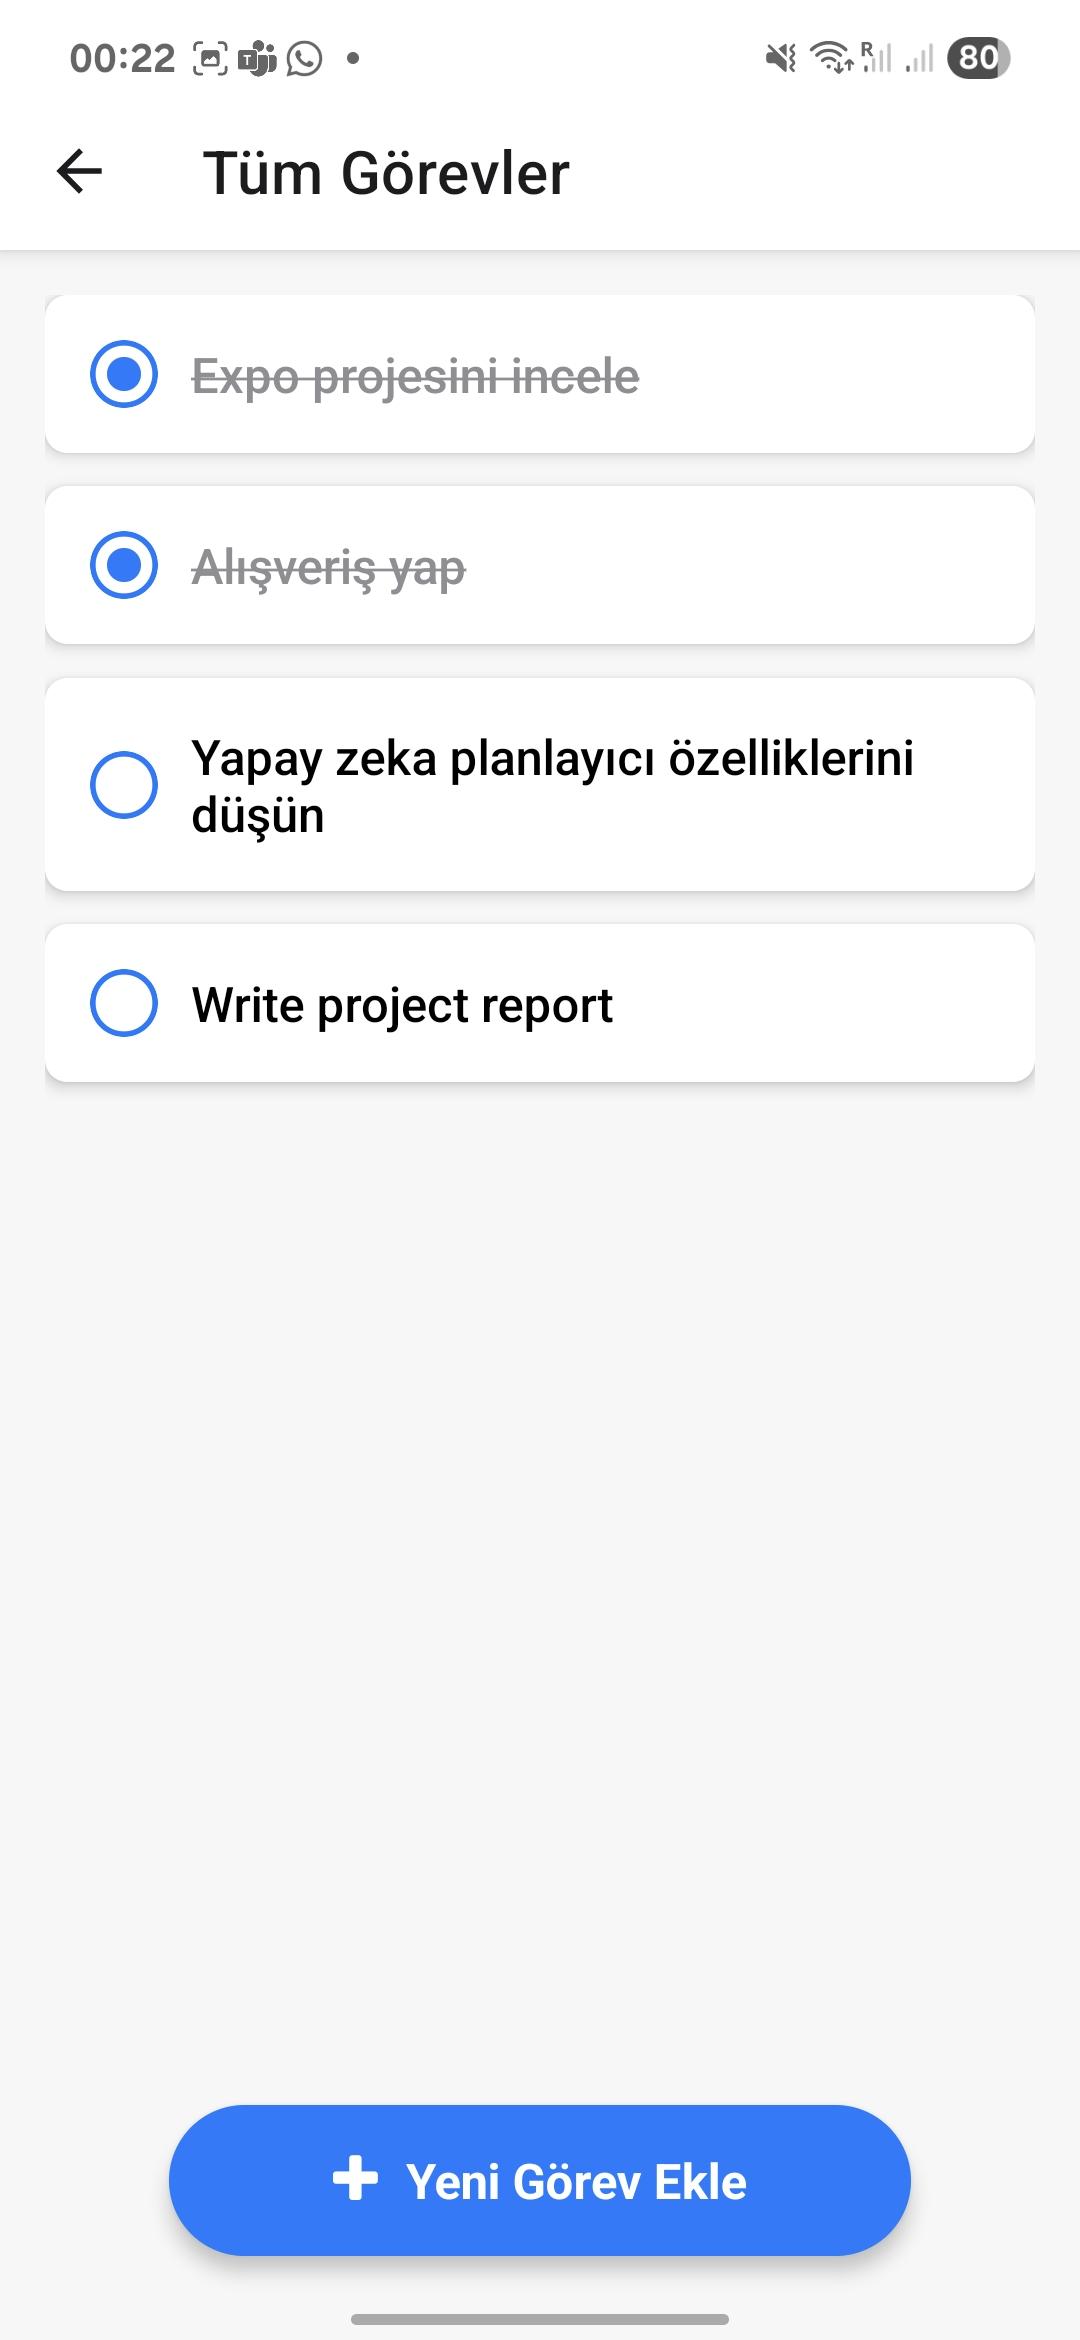 00:22
R
80
Tüm Görevler
Expo projesini incele
Alışveriş yap
Yapay zeka planlayıcı özelliklerini
düşün
Write project report
Yeni Görev Ekle